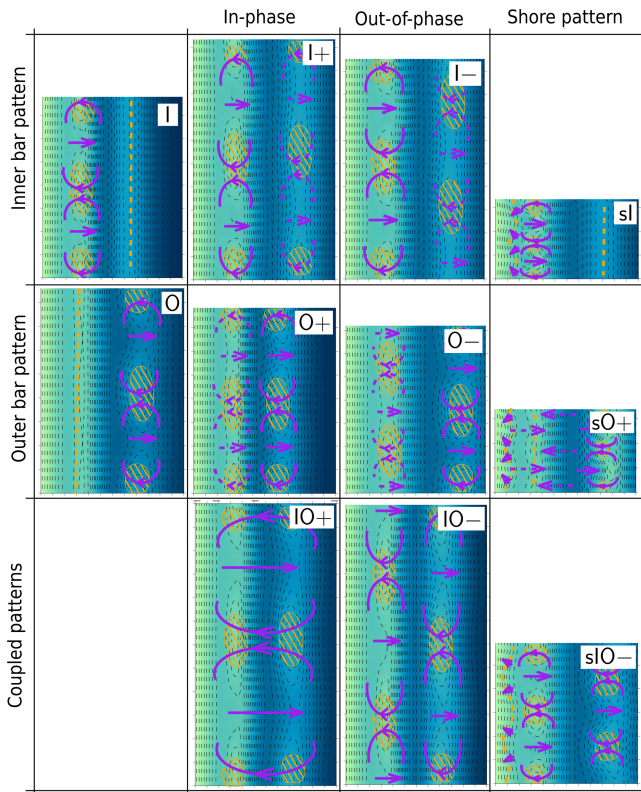 In-phase Out-of-phase Shore pattern
Inner bar pattern
I I+ I− sI
Outer bar pattern
O O+ O− sO+
Coupled patterns
IO+ IO− sIO−